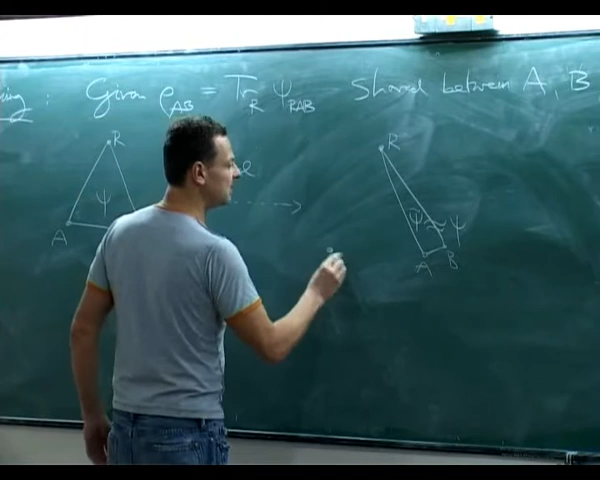 : Given ρ_AB = Tr_R ψ_RAB Shared between A, B
R
ψ
A
R
ψ̃ ≈ ψ
A B